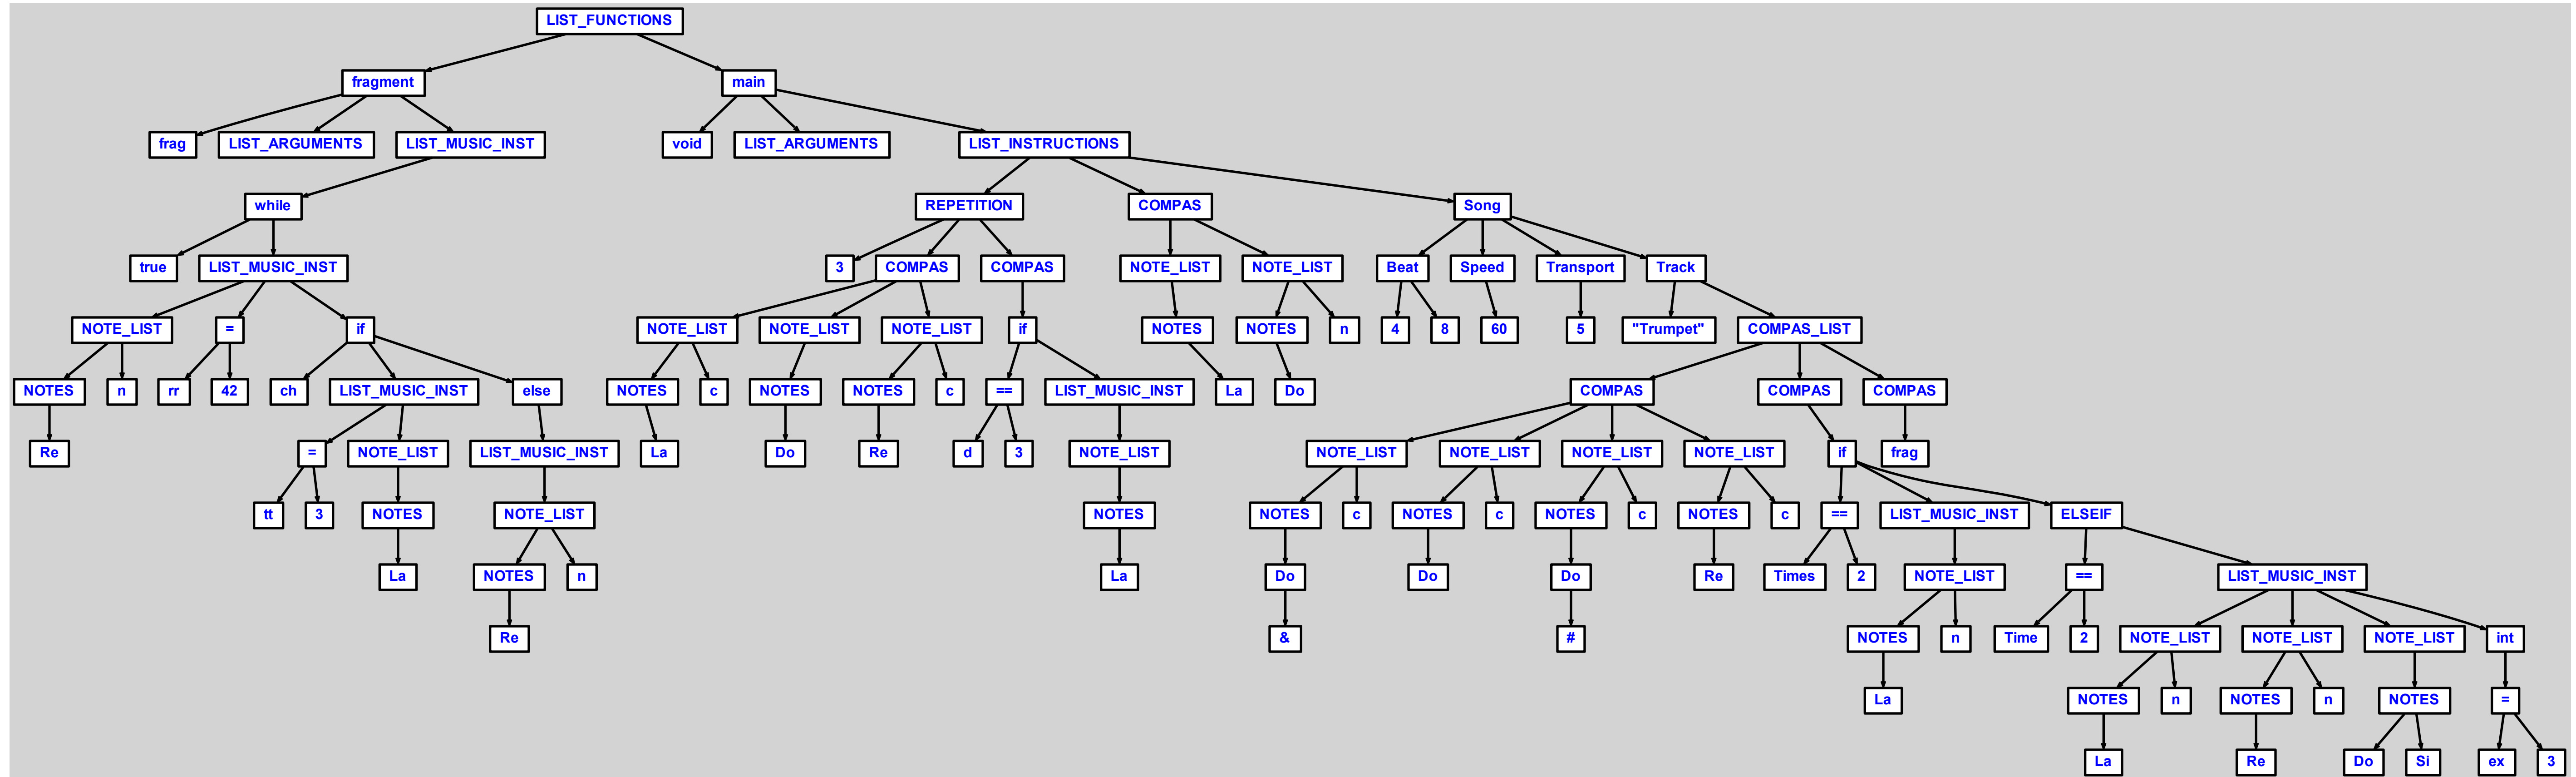 LIST_FUNCTIONS
fragment main
frag LIST_ARGUMENTS LIST_MUSIC_INST void LIST_ARGUMENTS LIST_INSTRUCTIONS
while REPETITION COMPAS Song
true LIST_MUSIC_INST 3 COMPAS COMPAS NOTE_LIST NOTE_LIST Beat Speed Transport Track
NOTE_LIST = if NOTE_LIST NOTE_LIST NOTE_LIST if NOTES NOTES n 4 8 60 5 "Trumpet" COMPAS_LIST
NOTES n rr 42 ch LIST_MUSIC_INST else NOTES c NOTES NOTES c == LIST_MUSIC_INST La Do COMPAS COMPAS COMPAS
Re = NOTE_LIST LIST_MUSIC_INST La Do Re d 3 NOTE_LIST NOTE_LIST NOTE_LIST NOTE_LIST NOTE_LIST if frag
tt 3 NOTES NOTE_LIST NOTES NOTES c NOTES c NOTES c NOTES c == LIST_MUSIC_INST ELSEIF
La NOTES n La Do Do Do Re Times 2 NOTE_LIST == LIST_MUSIC_INST
Re & # NOTES n Time 2 NOTE_LIST NOTE_LIST NOTE_LIST int
La NOTES n NOTES n NOTES =
La Re Do Si ex 3